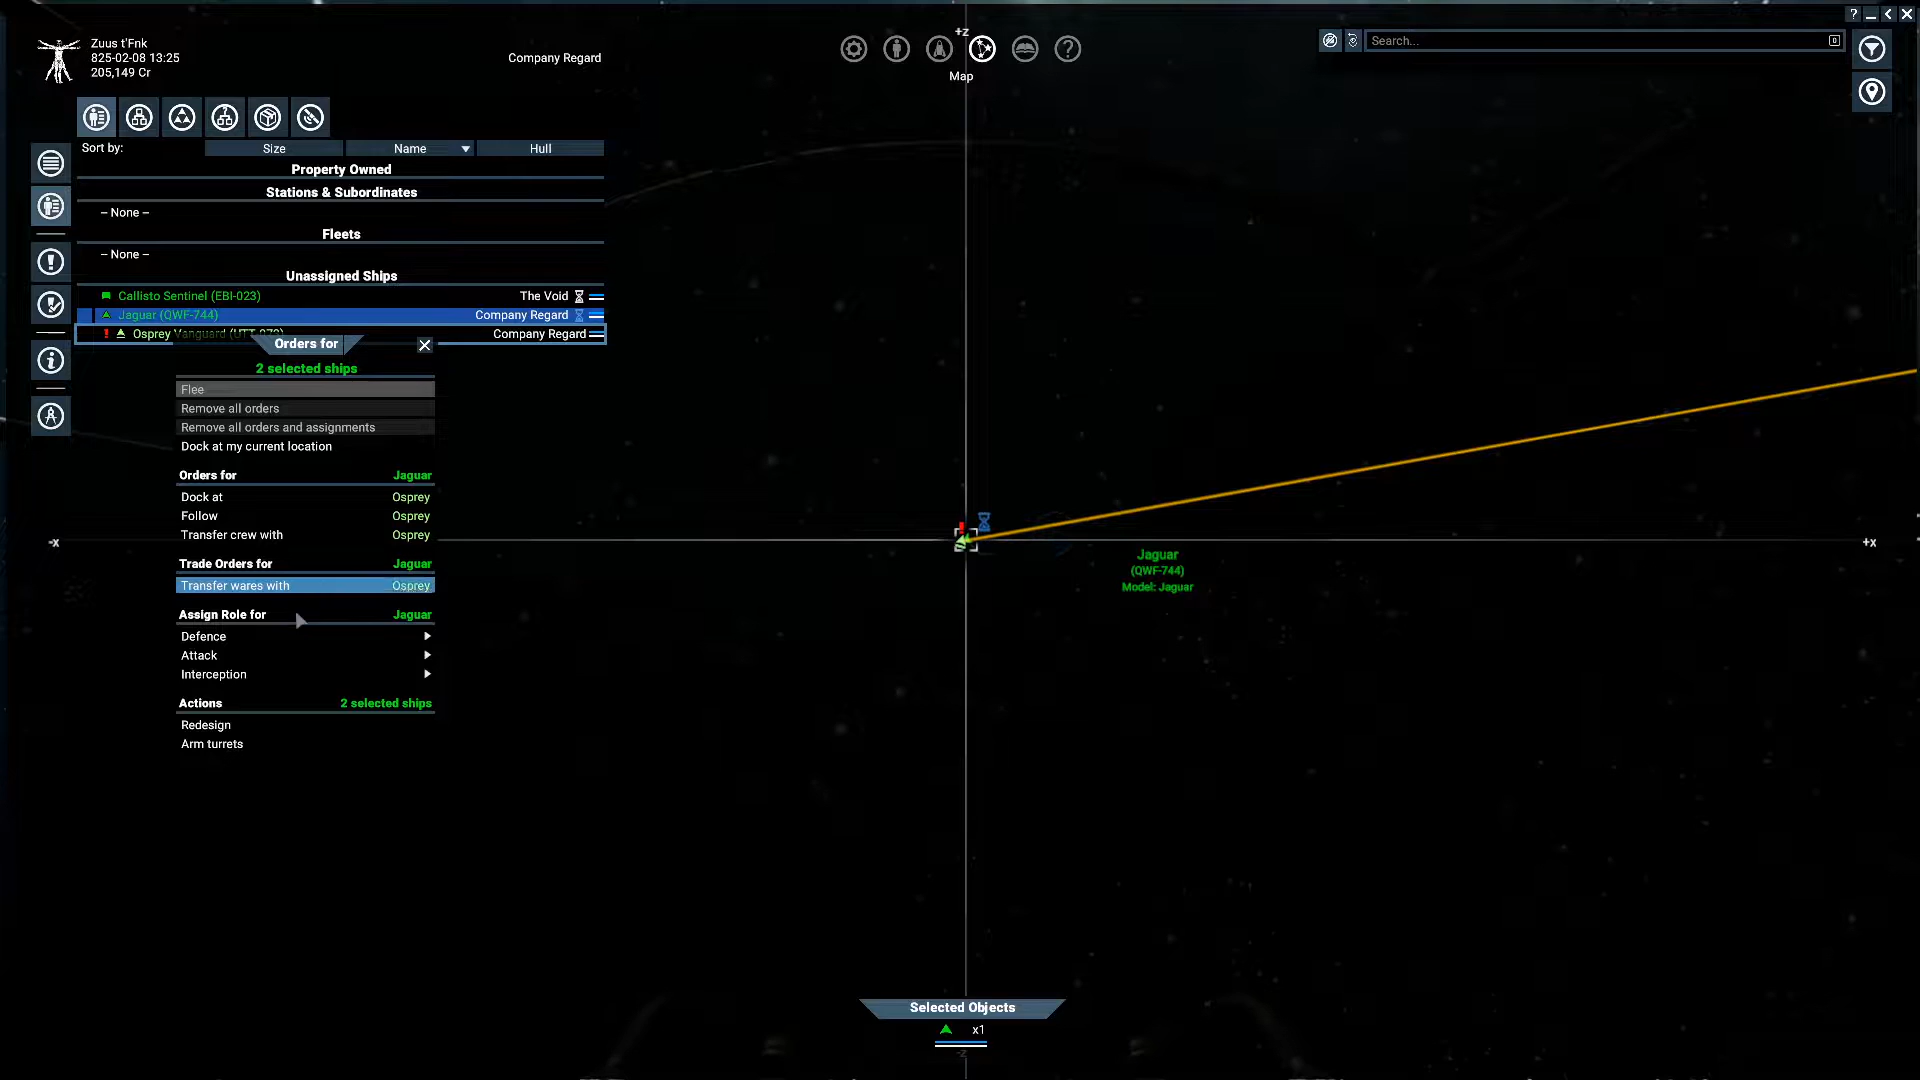 Zuus t'Fnk
825-02-08 13:25
205,149 Cr
Company Regard
+z
Map
Search...
Sort by:
Size
Name
Hull
Property Owned
Stations & Subordinates
– None –
Fleets
– None –
Unassigned Ships
Callisto Sentinel (EBI-023) The Void
Jaguar (QWF-744) Company Regard
Osprey Vanguard Company Regard
Orders for
2 selected ships
Flee
Remove all orders
Remove all orders and assignments
Dock at my current location
Orders for Jaguar
Dock at Osprey
Follow Osprey
Transfer crew with Osprey
Trade Orders for Jaguar
Transfer wares with Osprey
Assign Role for Jaguar
Defence
Attack
Interception
Actions 2 selected ships
Redesign
Arm turrets
-x
+x
Jaguar
(QWF-744)
Model: Jaguar
Selected Objects
x1
-z